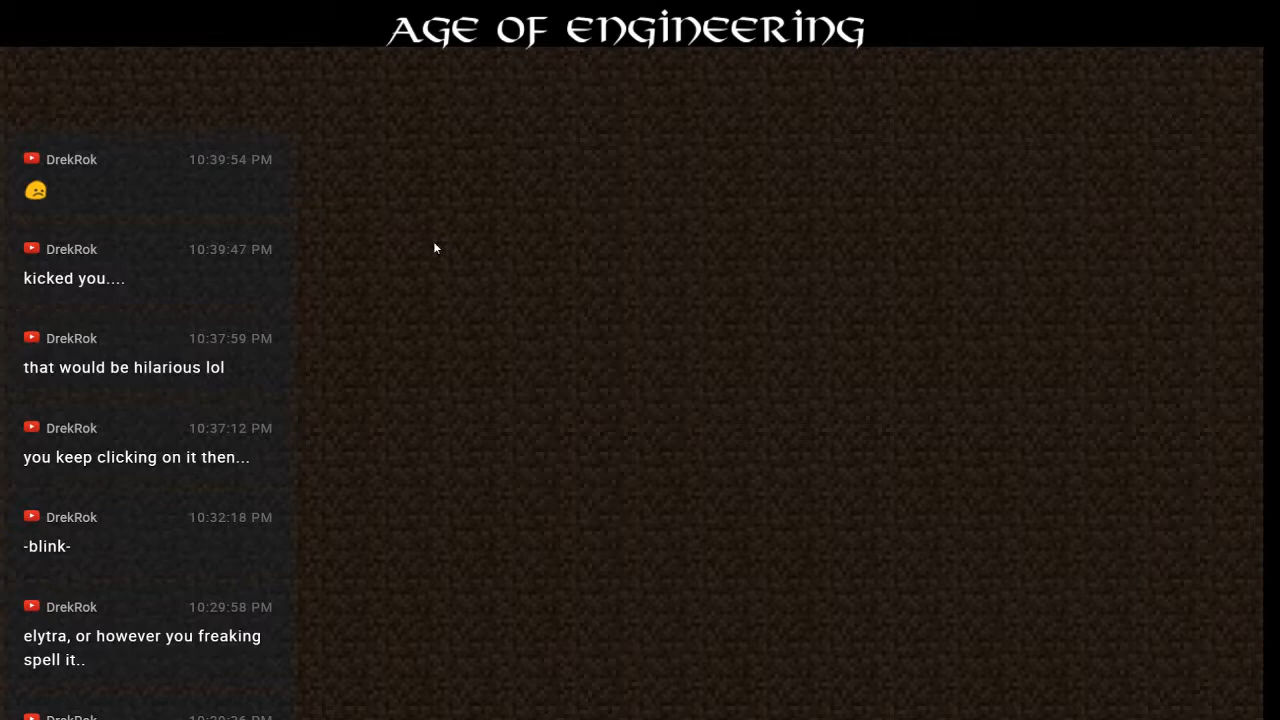 AGE OF ENGINEERING
DrekRok 10:39:54 PM
DrekRok 10:39:47 PM
kicked you....
DrekRok 10:37:59 PM
that would be hilarious lol
DrekRok 10:37:12 PM
you keep clicking on it then...
DrekRok 10:32:18 PM
-blink-
DrekRok 10:29:58 PM
elytra, or however you freaking
spell it..